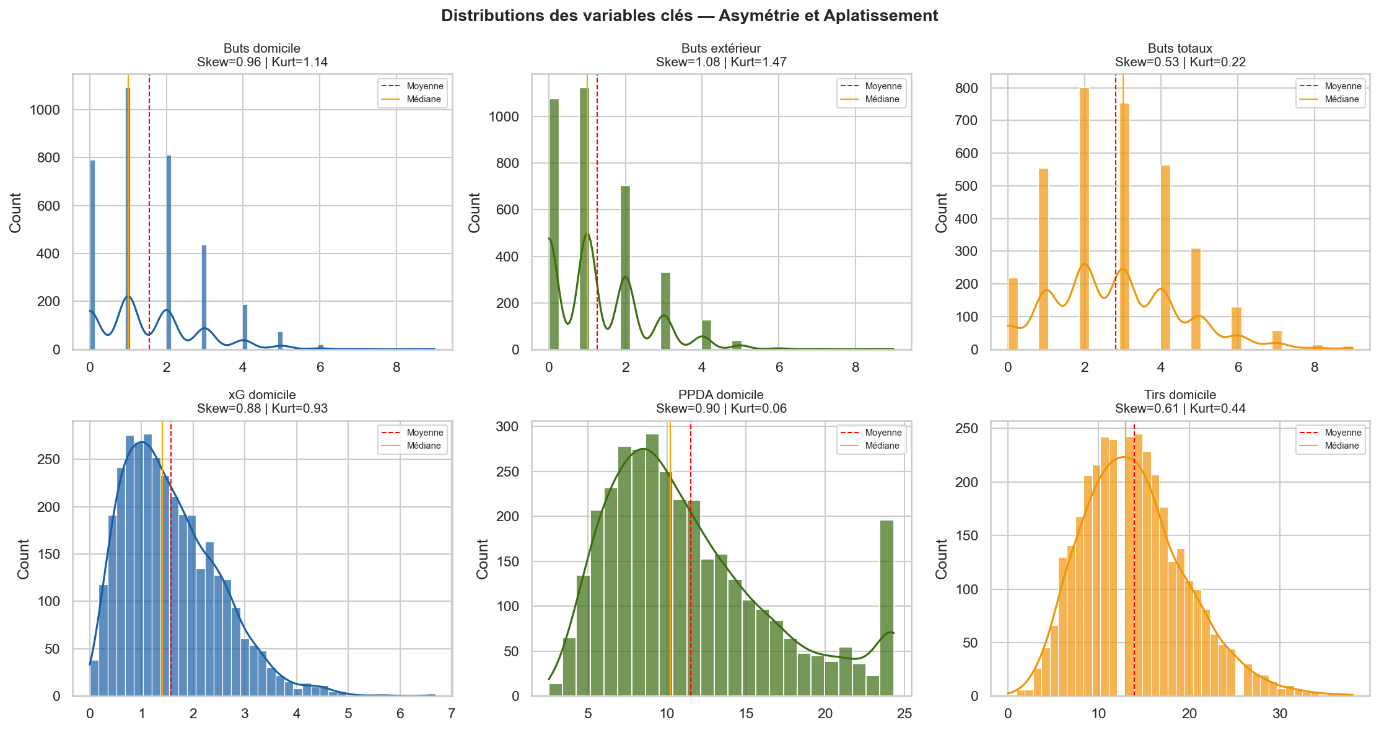 Distributions des variables clés — Asymétrie et Aplatissement
Buts domicile
Skew=0.96 | Kurt=1.14
Moyenne
Médiane
Count
1000
800
600
400
200
0
0 2 4 6 8
Buts extérieur
Skew=1.08 | Kurt=1.47
Moyenne
Médiane
Count
1000
800
600
400
200
0
0 2 4 6 8
Buts totaux
Skew=0.53 | Kurt=0.22
Moyenne
Médiane
Count
800
700
600
500
400
300
200
100
0
0 2 4 6 8
xG domicile
Skew=0.88 | Kurt=0.93
Moyenne
Médiane
Count
250
200
150
100
50
0
0 1 2 3 4 5 6 7
PPDA domicile
Skew=0.90 | Kurt=0.06
Moyenne
Médiane
Count
300
250
200
150
100
50
0
5 10 15 20 25
Tirs domicile
Skew=0.61 | Kurt=0.44
Moyenne
Médiane
Count
250
200
150
100
50
0
0 10 20 30